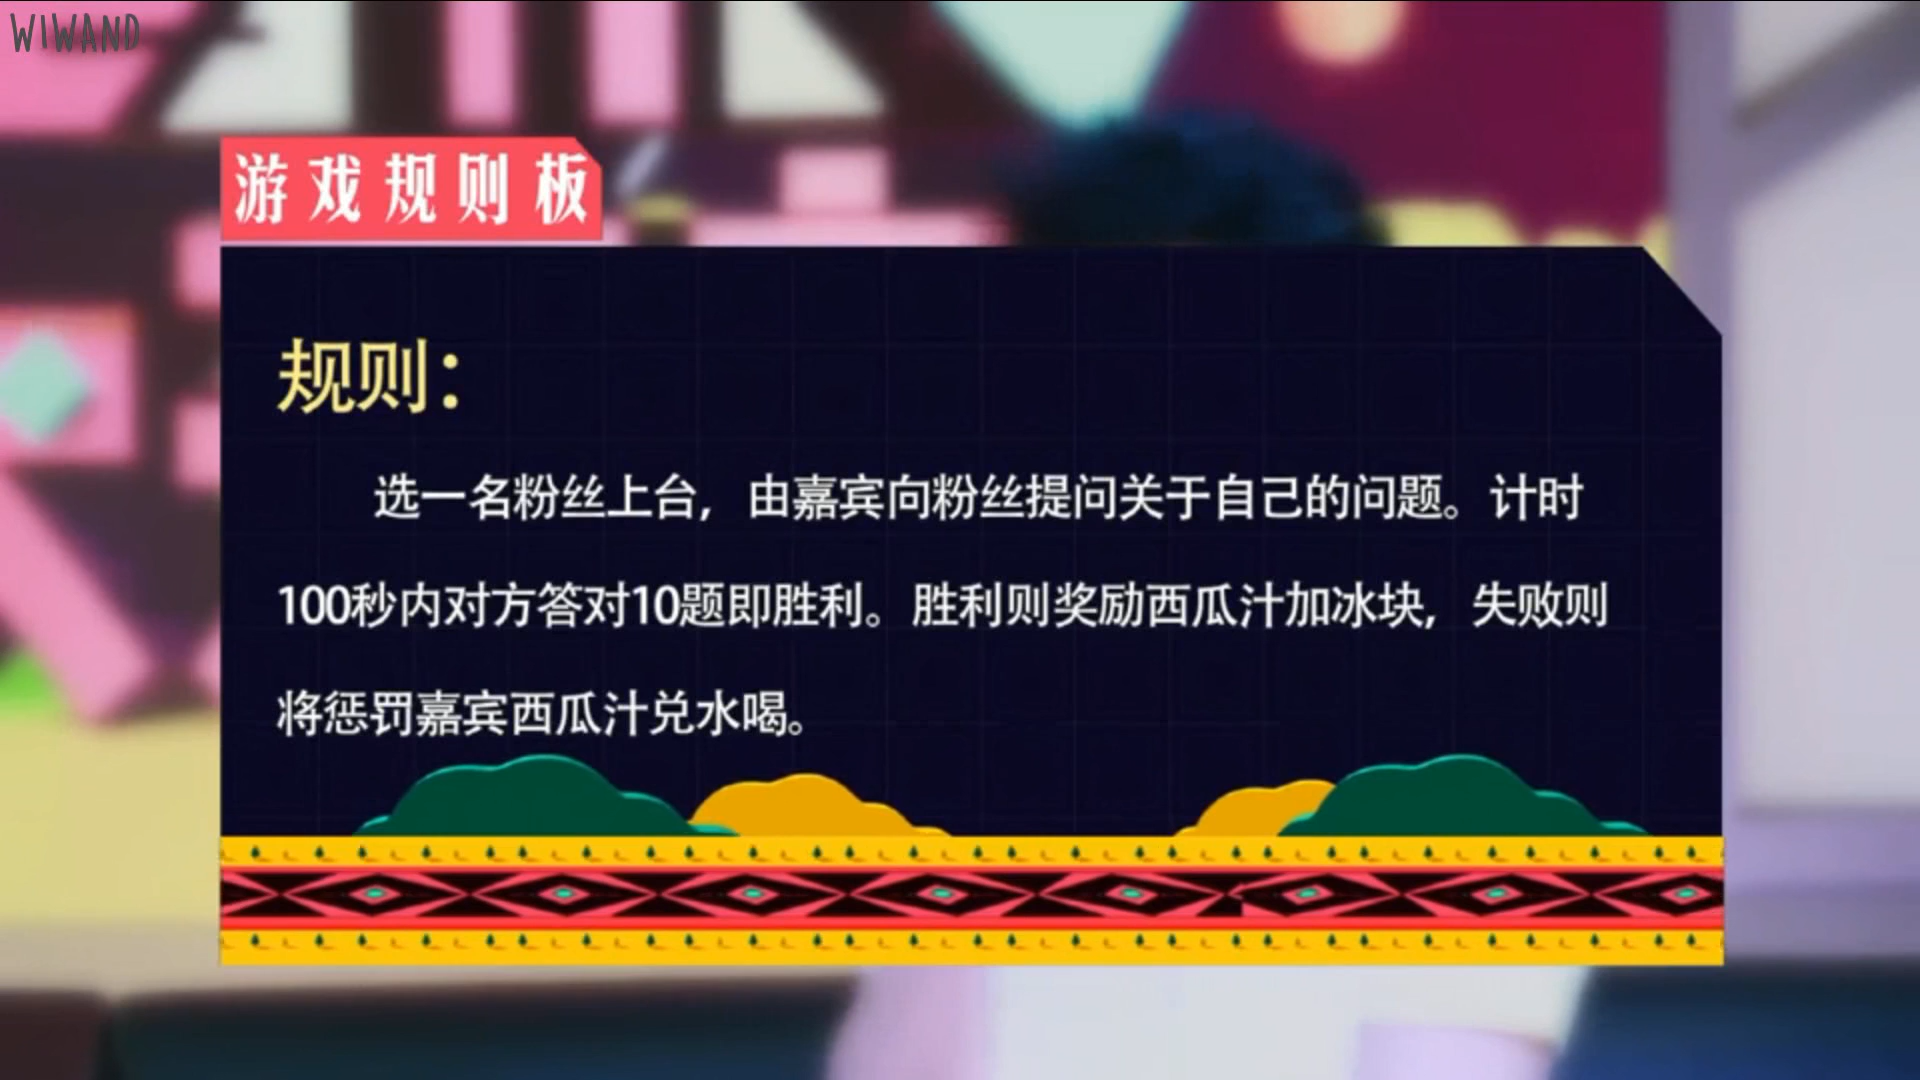 WIWAND
游戏规则板
规则：
选一名粉丝上台，由嘉宾向粉丝提问关于自己的问题。计时
100秒内对方答对10题即胜利。胜利则奖励西瓜汁加冰块，失败则
将惩罚嘉宾西瓜汁兑水喝。